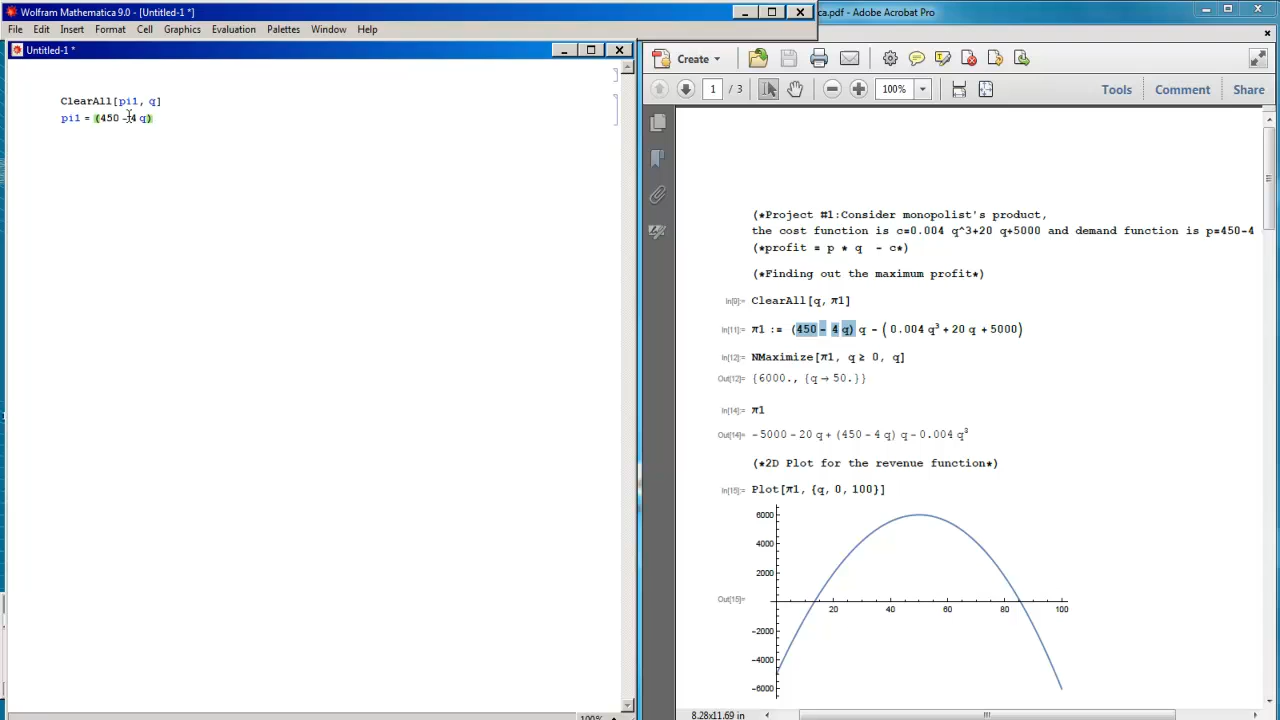 Wolfram Mathematica 9.0 - [Untitled-1 *]
File Edit Insert Format Cell Graphics Evaluation Palettes Window Help
Untitled-1 *
ClearAll[pi1, q]
pi1 = (450 - 4 q)
100%
ca.pdf - Adobe Acrobat Pro
Create
1 / 3
100%
Tools Comment Share
(*Project #1:Consider monopolist's product,
the cost function is c=0.004 q^3+20 q+5000 and demand function is p=450-4
(*profit = p * q - c*)
(*Finding out the maximum profit*)
In[9]:= ClearAll[q, π1]
In[11]:= π1 := (450 - 4 q) q - (0.004 q³ + 20 q + 5000)
In[12]:= NMaximize[π1, q ≥ 0, q]
Out[12]= {6000., {q → 50.}}
In[14]:= π1
Out[14]= -5000 - 20 q + (450 - 4 q) q - 0.004 q³
(*2D Plot for the revenue function*)
In[15]:= Plot[π1, {q, 0, 100}]
6000
4000
2000
Out[15]=
20 40 60 80 100
-2000
-4000
-6000
8.28x11.69 in